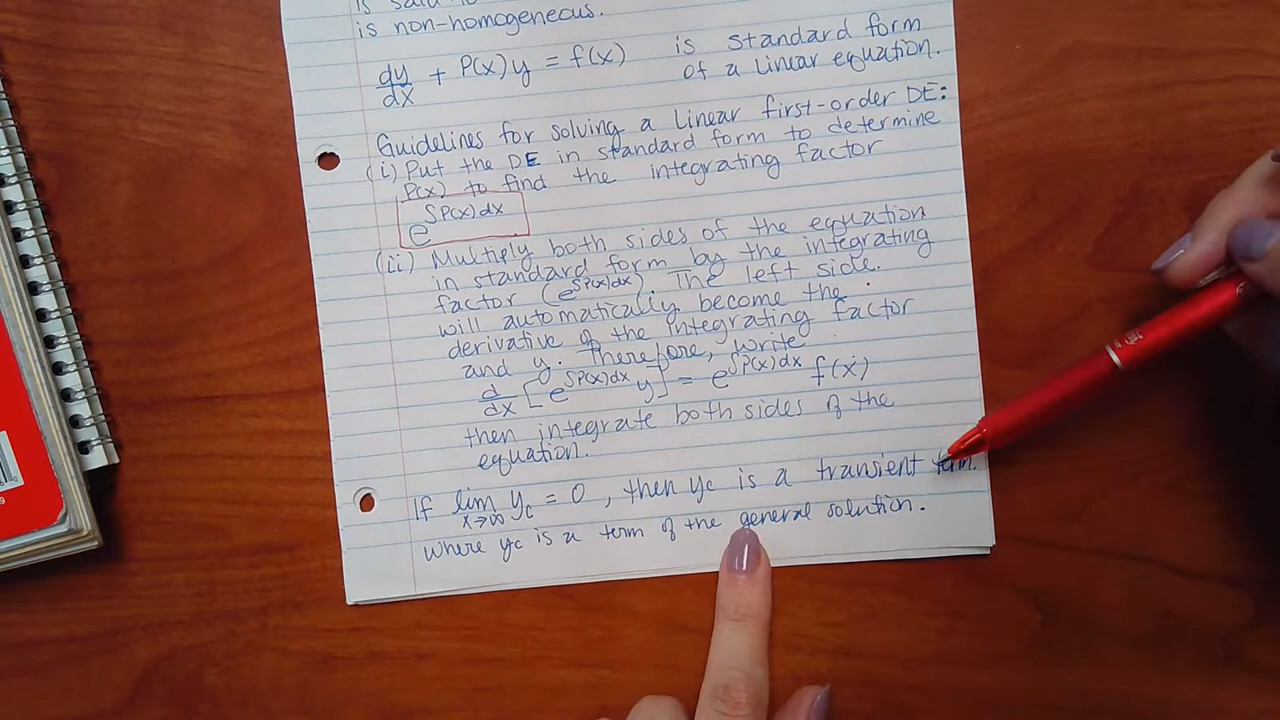 is said
is non-homogeneous.
dy/dx + P(x)y = f(x) is standard form
of a linear equation.
Guidelines for solving a linear first-order DE:
(i) Put the DE in standard form to determine
P(x) to find the integrating factor
e^∫P(x)dx
(ii) Multiply both sides of the equation
in standard form by the integrating
factor (e^∫P(x)dx). The left side.
will automatically become the
derivative of the integrating factor
and y. Therefore, write
d/dx [e^∫P(x)dx y] = e^∫P(x)dx f(x)
then integrate both sides of the
equation.
If lim x→∞ yc = 0, then yc is a transient term.
where yc is a term of the general solution.